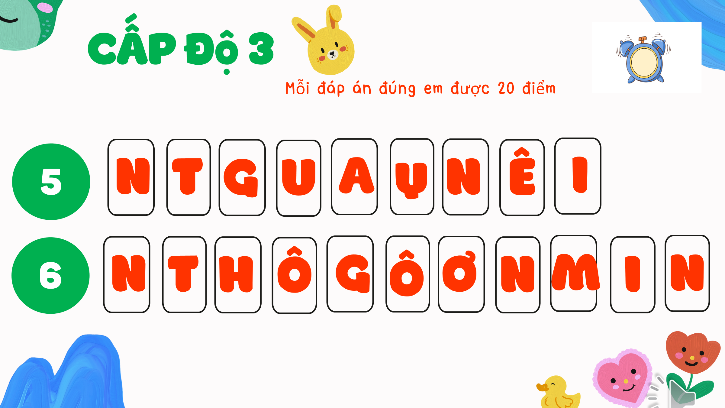 CẤP ĐỘ 3
Mỗi đáp án đúng em được 20 điểm
5 N T G U A Ụ N Ê I
6 N T H Ô G Ô Ơ N M I N